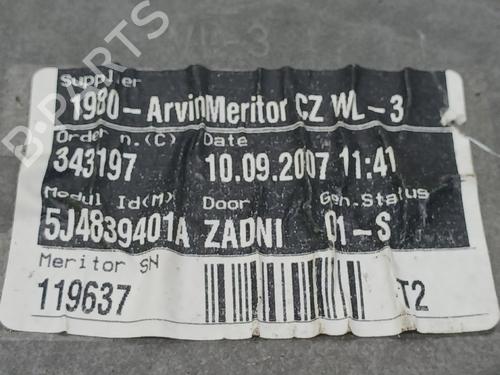 Supplier
1980-ArvinMeritor CZ WL-3
Order n.(C) Date
343197 10.09.2007 11:41
Modul Id(M) Door Gen.Status
5J4839401A ZADNI 01-S
Meritor SN
119637 T2
B-PARTS